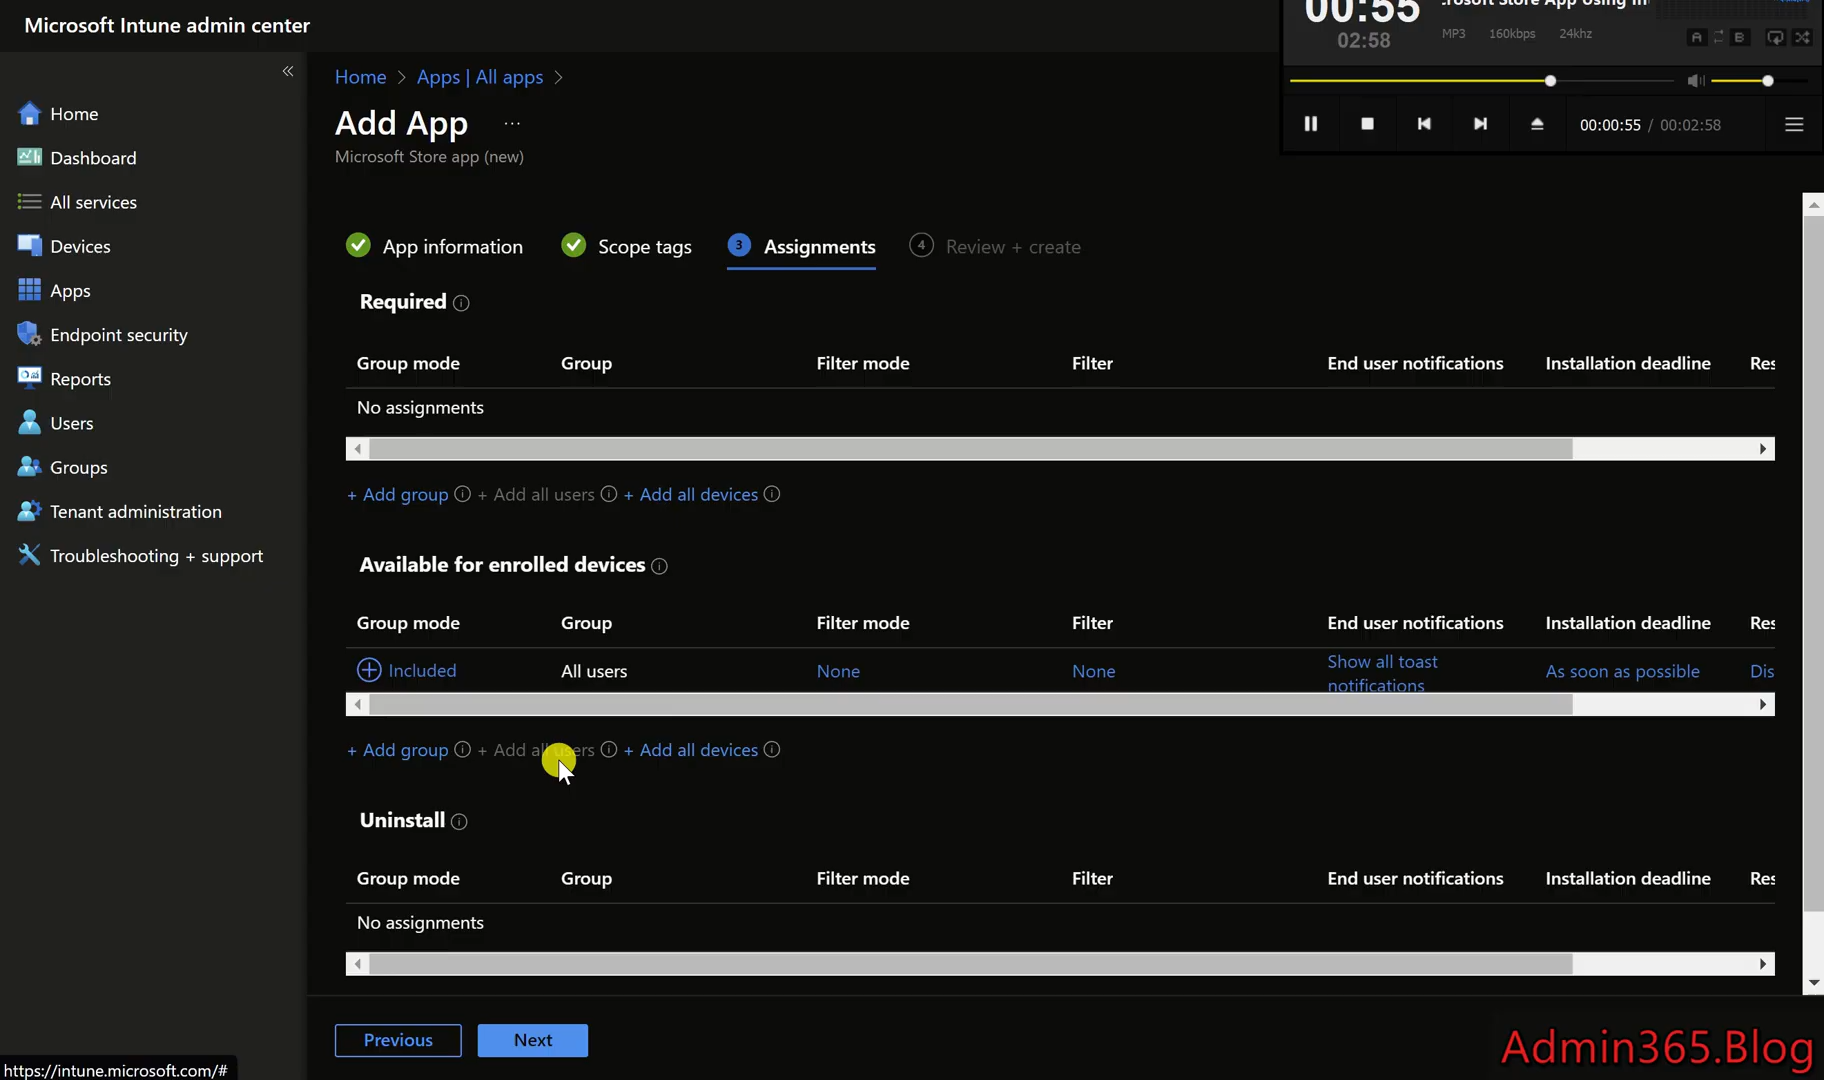 Microsoft Intune admin center
00:55
02:58
MP3 160kbps 24khz
A B
00:00:55 / 00:02:58
Home > Apps | All apps >
Add App ...
Microsoft Store app (new)
Home
Dashboard
All services
Devices
Apps
Endpoint security
Reports
Users
Groups
Tenant administration
Troubleshooting + support
App information
Scope tags
3 Assignments
4 Review + create
Required
Group mode Group Filter mode Filter End user notifications Installation deadline Res
No assignments
+ Add group + Add all users + Add all devices
Available for enrolled devices
Group mode Group Filter mode Filter End user notifications Installation deadline Res
Included All users None None Show all toast notifications As soon as possible Dis
+ Add group + Add all users + Add all devices
Uninstall
Group mode Group Filter mode Filter End user notifications Installation deadline Res
No assignments
Previous Next
https://intune.microsoft.com/#
Admin365.Blog